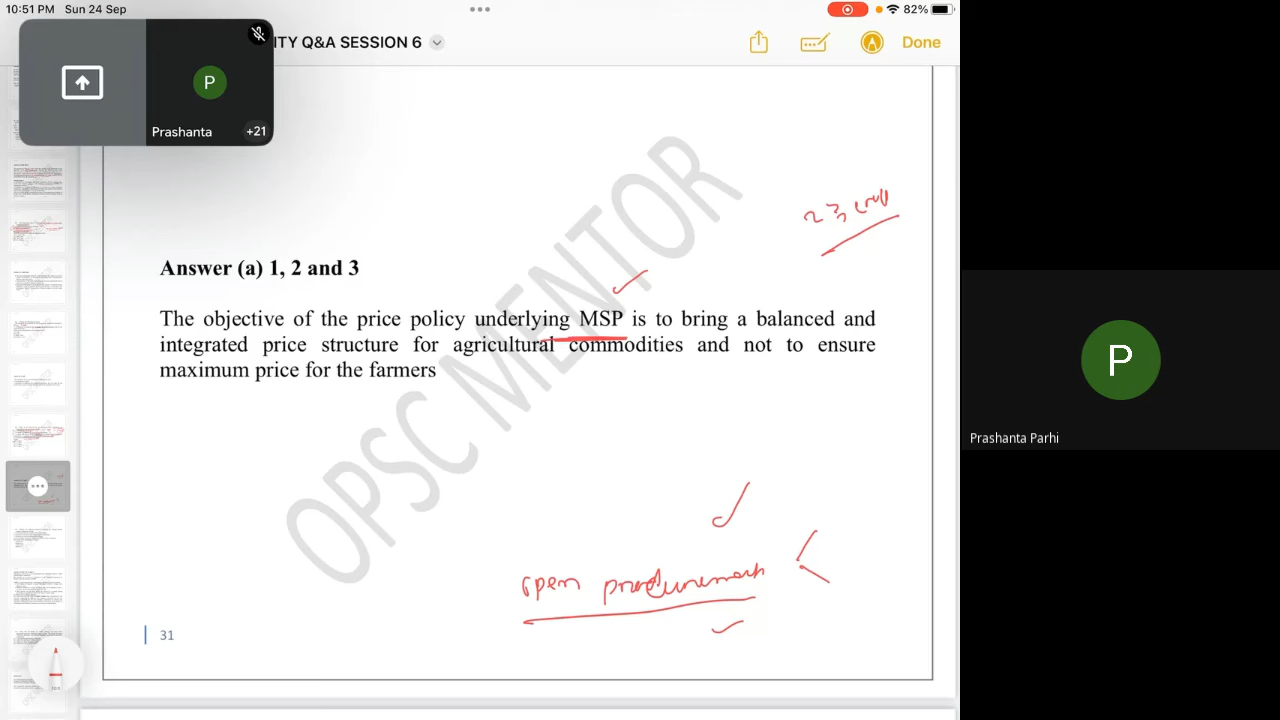 10:51 PM Sun 24 Sep
82%
ITY Q&A SESSION 6
Done
P
Prashanta
+21
23 crop
Answer (a) 1, 2 and 3
The objective of the price policy underlying MSP is to bring a balanced and
integrated price structure for agricultural commodities and not to ensure
maximum price for the farmers
OPSC MENTOR
open
31
P
Prashanta Parhi